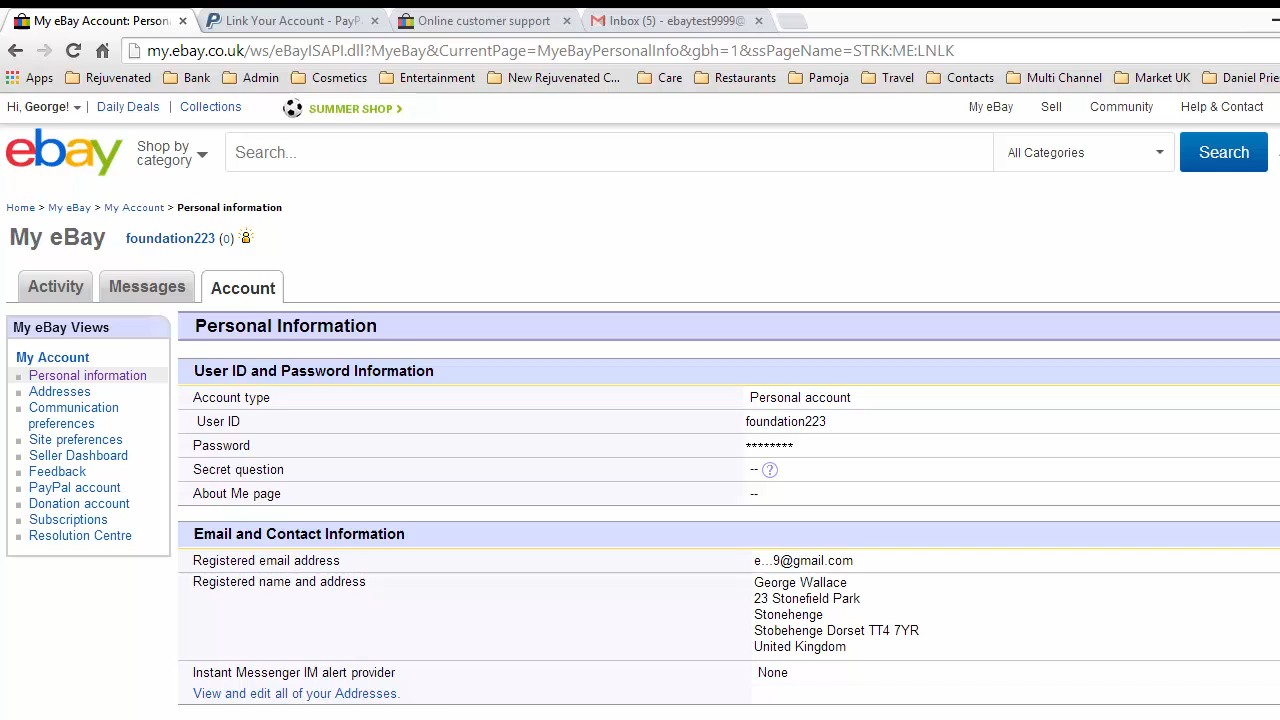 My eBay Account: Person
Link Your Account - PayP
Online customer support
Inbox (5) - ebaytest9999@
my.ebay.co.uk/ws/eBayISAPI.dll?MyeBay&CurrentPage=MyeBayPersonalInfo&gbh=1&ssPageName=STRK:ME:LNLK
Apps Rejuvenated Bank Admin Cosmetics Entertainment New Rejuvenated C... Care Restaurants Pamoja Travel Contacts Multi Channel Market UK Daniel Price
Hi, George! Daily Deals Collections SUMMER SHOP > My eBay Sell Community Help & Contact
ebay Shop by category Search... All Categories Search
Home > My eBay > My Account > Personal information
My eBay foundation223 (0)
Activity Messages Account
My eBay Views
My Account
Personal information
Addresses
Communication
preferences
Site preferences
Seller Dashboard
Feedback
PayPal account
Donation account
Subscriptions
Resolution Centre
Personal Information
User ID and Password Information
Account type Personal account
User ID foundation223
Password ********
Secret question -- ?
About Me page --
Email and Contact Information
Registered email address e...9@gmail.com
Registered name and address George Wallace
23 Stonefield Park
Stonehenge
Stobehenge Dorset TT4 7YR
United Kingdom
Instant Messenger IM alert provider None
View and edit all of your Addresses.